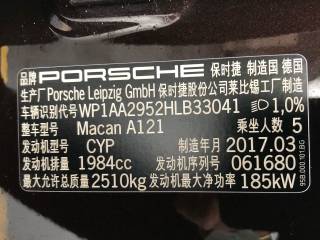 品牌 PORSCHE 保时捷 制造国 德国
生产厂 Porsche Leipzig GmbH 保时捷股份公司莱比锡工厂制造
车辆识别代号 WP1AA2952HLB33041 1,0%
整车型号 Macan A121 乘坐人数 5
发动机型号 CYP 制造年月 2017.03
发动机排量 1984cc 发动机序列号 061680
最大允许总质量 2510kg 发动机最大净功率 185kW
95B.000.101.BG